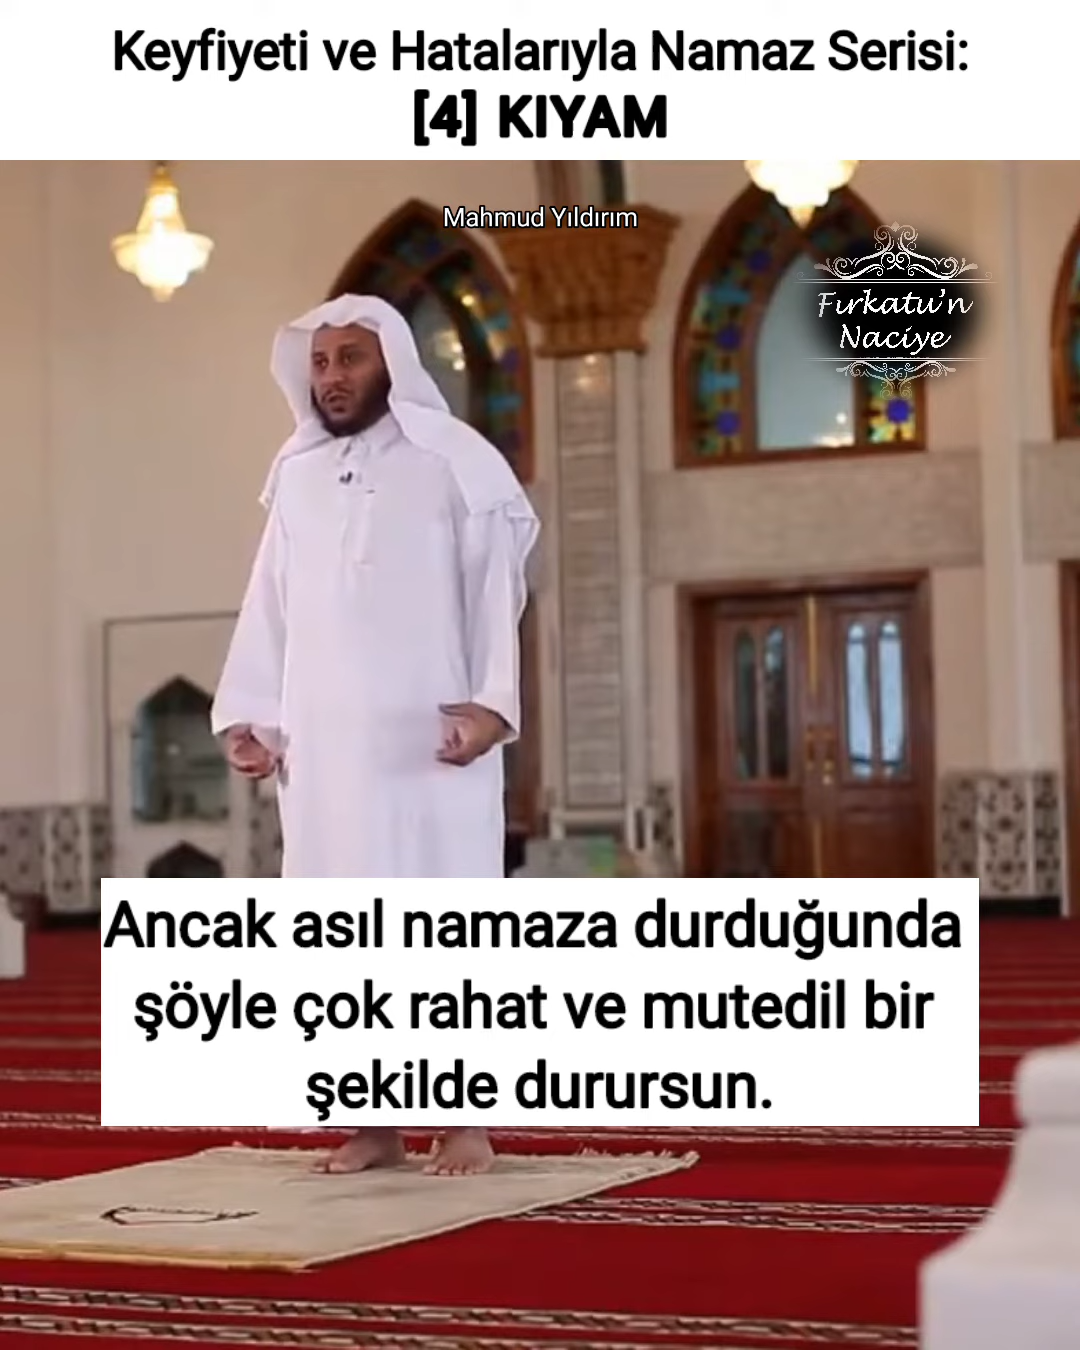 Keyfiyeti ve Hatalarıyla Namaz Serisi:
[4] KIYAM
Mahmud Yıldırım
Fırkatu'n
Naciye
Ancak asıl namaza durduğunda
şöyle çok rahat ve mutedil bir
şekilde durursun.